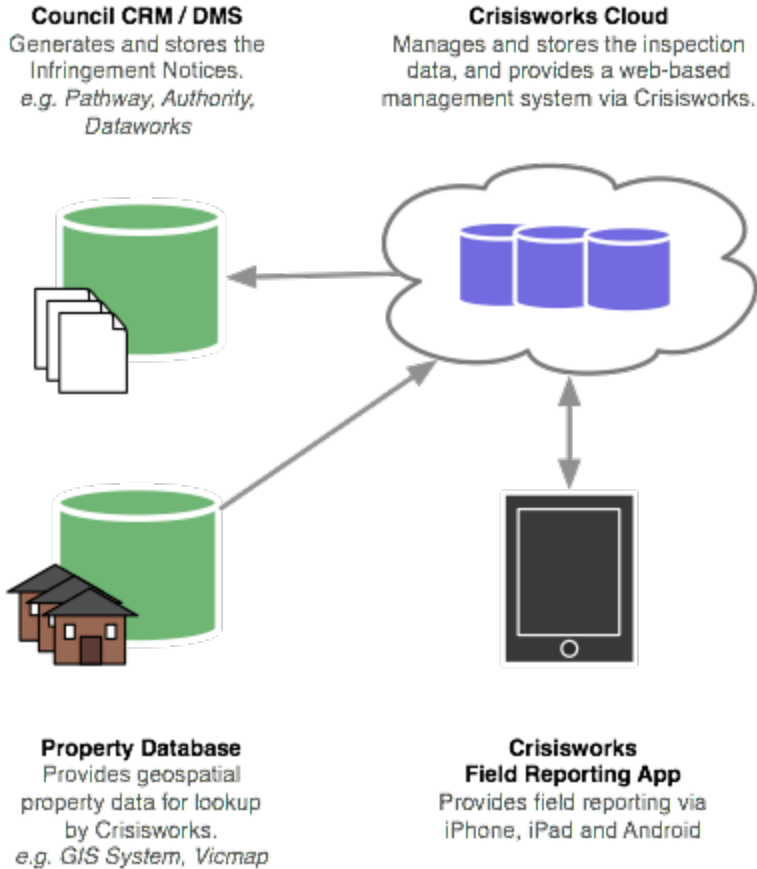 Council CRM / DMS
Generates and stores the
Infringement Notices.
e.g. Pathway, Authority,
Dataworks
Crisisworks Cloud
Manages and stores the inspection
data, and provides a web-based
management system via Crisisworks.
Property Database
Provides geospatial
property data for lookup
by Crisisworks.
e.g. GIS System, Vicmap
Crisisworks
Field Reporting App
Provides field reporting via
iPhone, iPad and Android